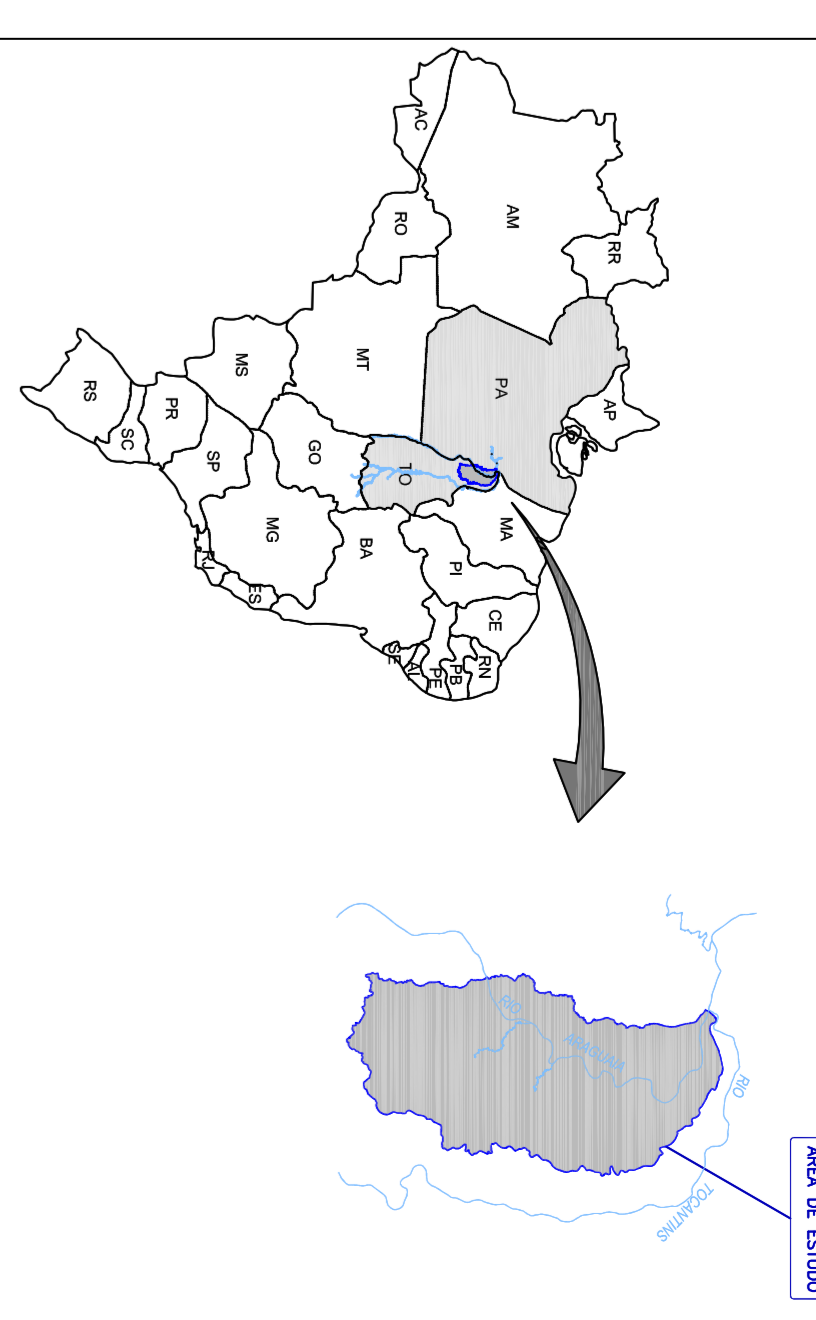 RR
AP
AM
PA
AC
RO
MT
TO
MA
PI
CE
RN
PB
PE
AL
SE
BA
GO
MS
MG
ES
RJ
SP
PR
SC
RS
RIO ARAGUAIA
RIO TOCANTINS
ÁREA DE ESTUDO